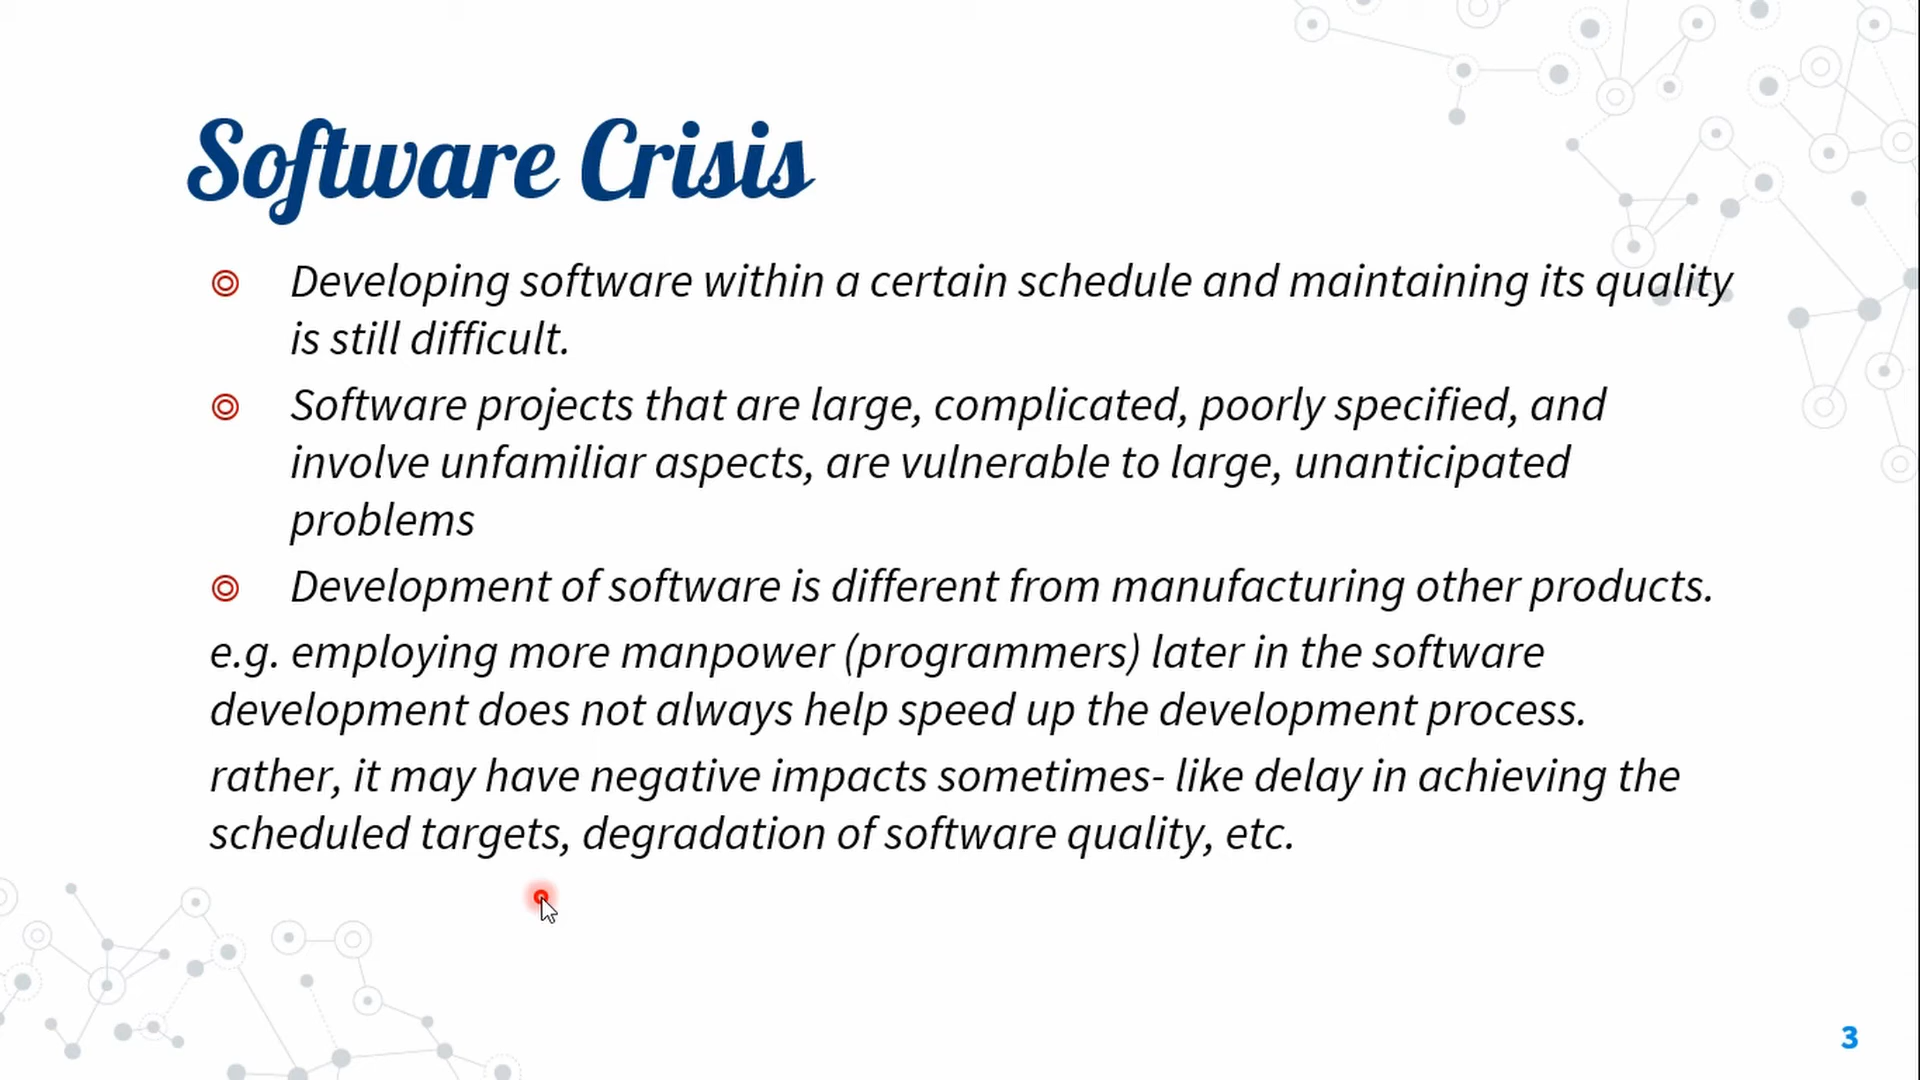 Software Crisis
Developing software within a certain schedule and maintaining its quality
is still difficult.
Software projects that are large, complicated, poorly specified, and
involve unfamiliar aspects, are vulnerable to large, unanticipated
problems
Development of software is different from manufacturing other products.
e.g. employing more manpower (programmers) later in the software
development does not always help speed up the development process.
rather, it may have negative impacts sometimes- like delay in achieving the
scheduled targets, degradation of software quality, etc.
3